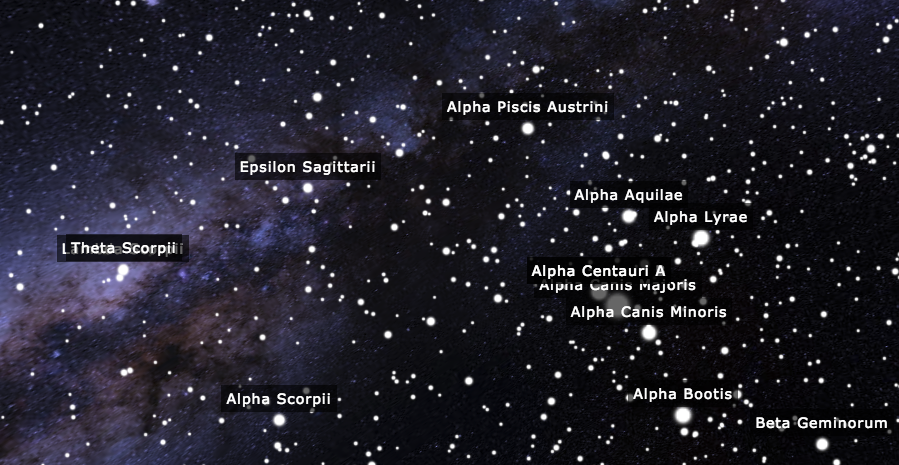 Alpha Piscis Austrini
Epsilon Sagittarii
Alpha Aquilae
Alpha Lyrae
Theta Scorpii
Alpha Centauri A
Alpha Canis Majoris
Alpha Canis Minoris
Alpha Bootis
Alpha Scorpii
Beta Geminorum